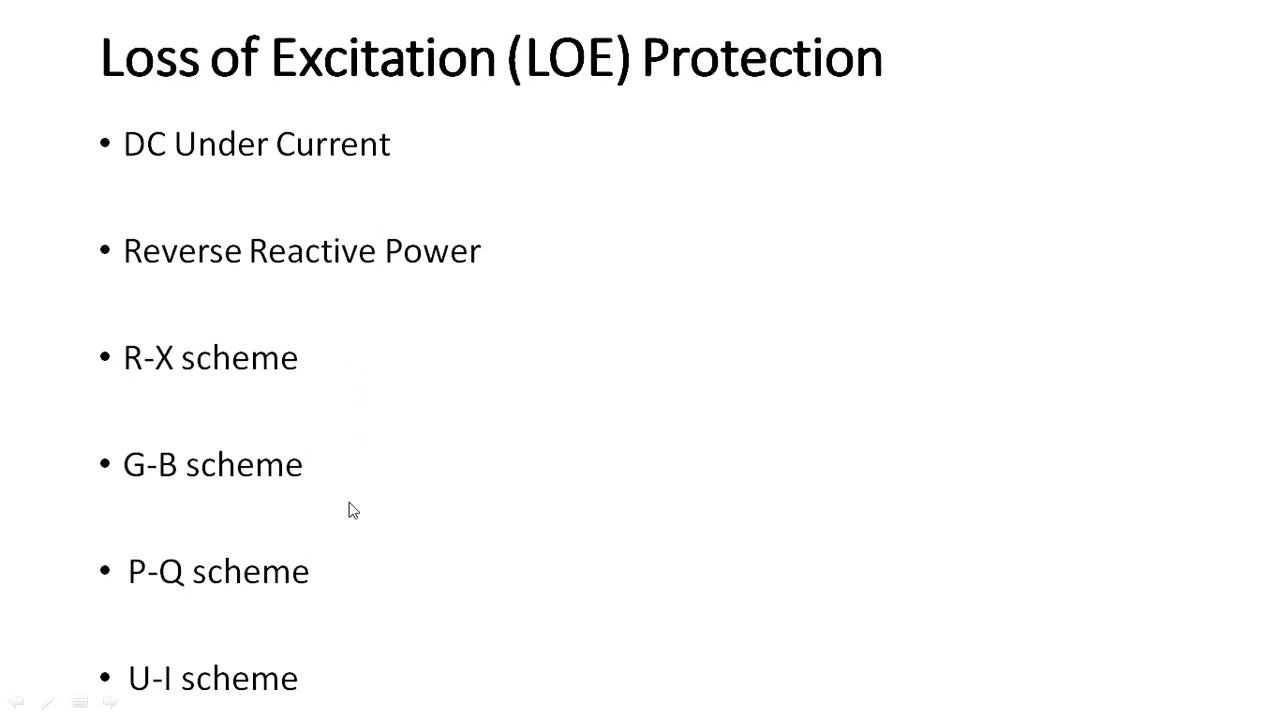 Loss of Excitation (LOE) Protection
• DC Under Current
• Reverse Reactive Power
• R-X scheme
• G-B scheme
• P-Q scheme
• U-I scheme